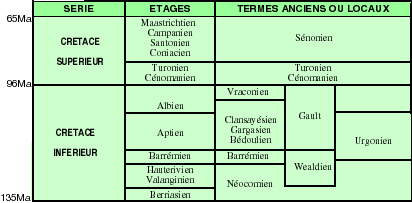 SERIE ETAGES TERMES ANCIENS OU LOCAUX
65Ma
CRETACE
SUPERIEUR
Maastrichtien
Campanien
Santonien
Coniacien
Sénonien
Turonien
Cénomanien
Turonien
Cénomanien
96Ma
CRETACE
INFERIEUR
Albien
Aptien
Barrémien
Hauterivien
Valanginien
Berriasien
Vraconien
Clansayésien
Gargasien
Bédoulien
Barrémien
Néocomien
Gault
Wealdien
Urgonien
135Ma